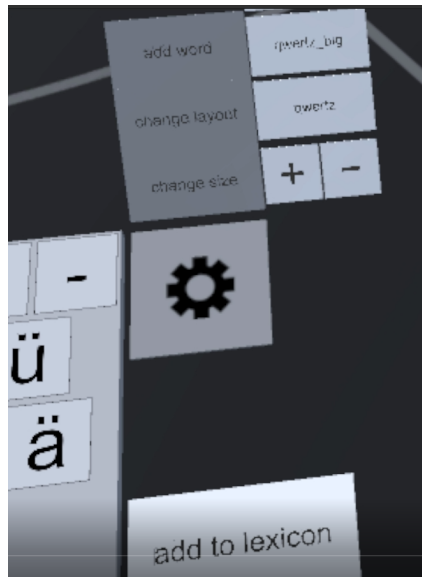 add word
qwertz_big
change layout
qwertz
change size
+ -
-
ü
ä
add to lexicon